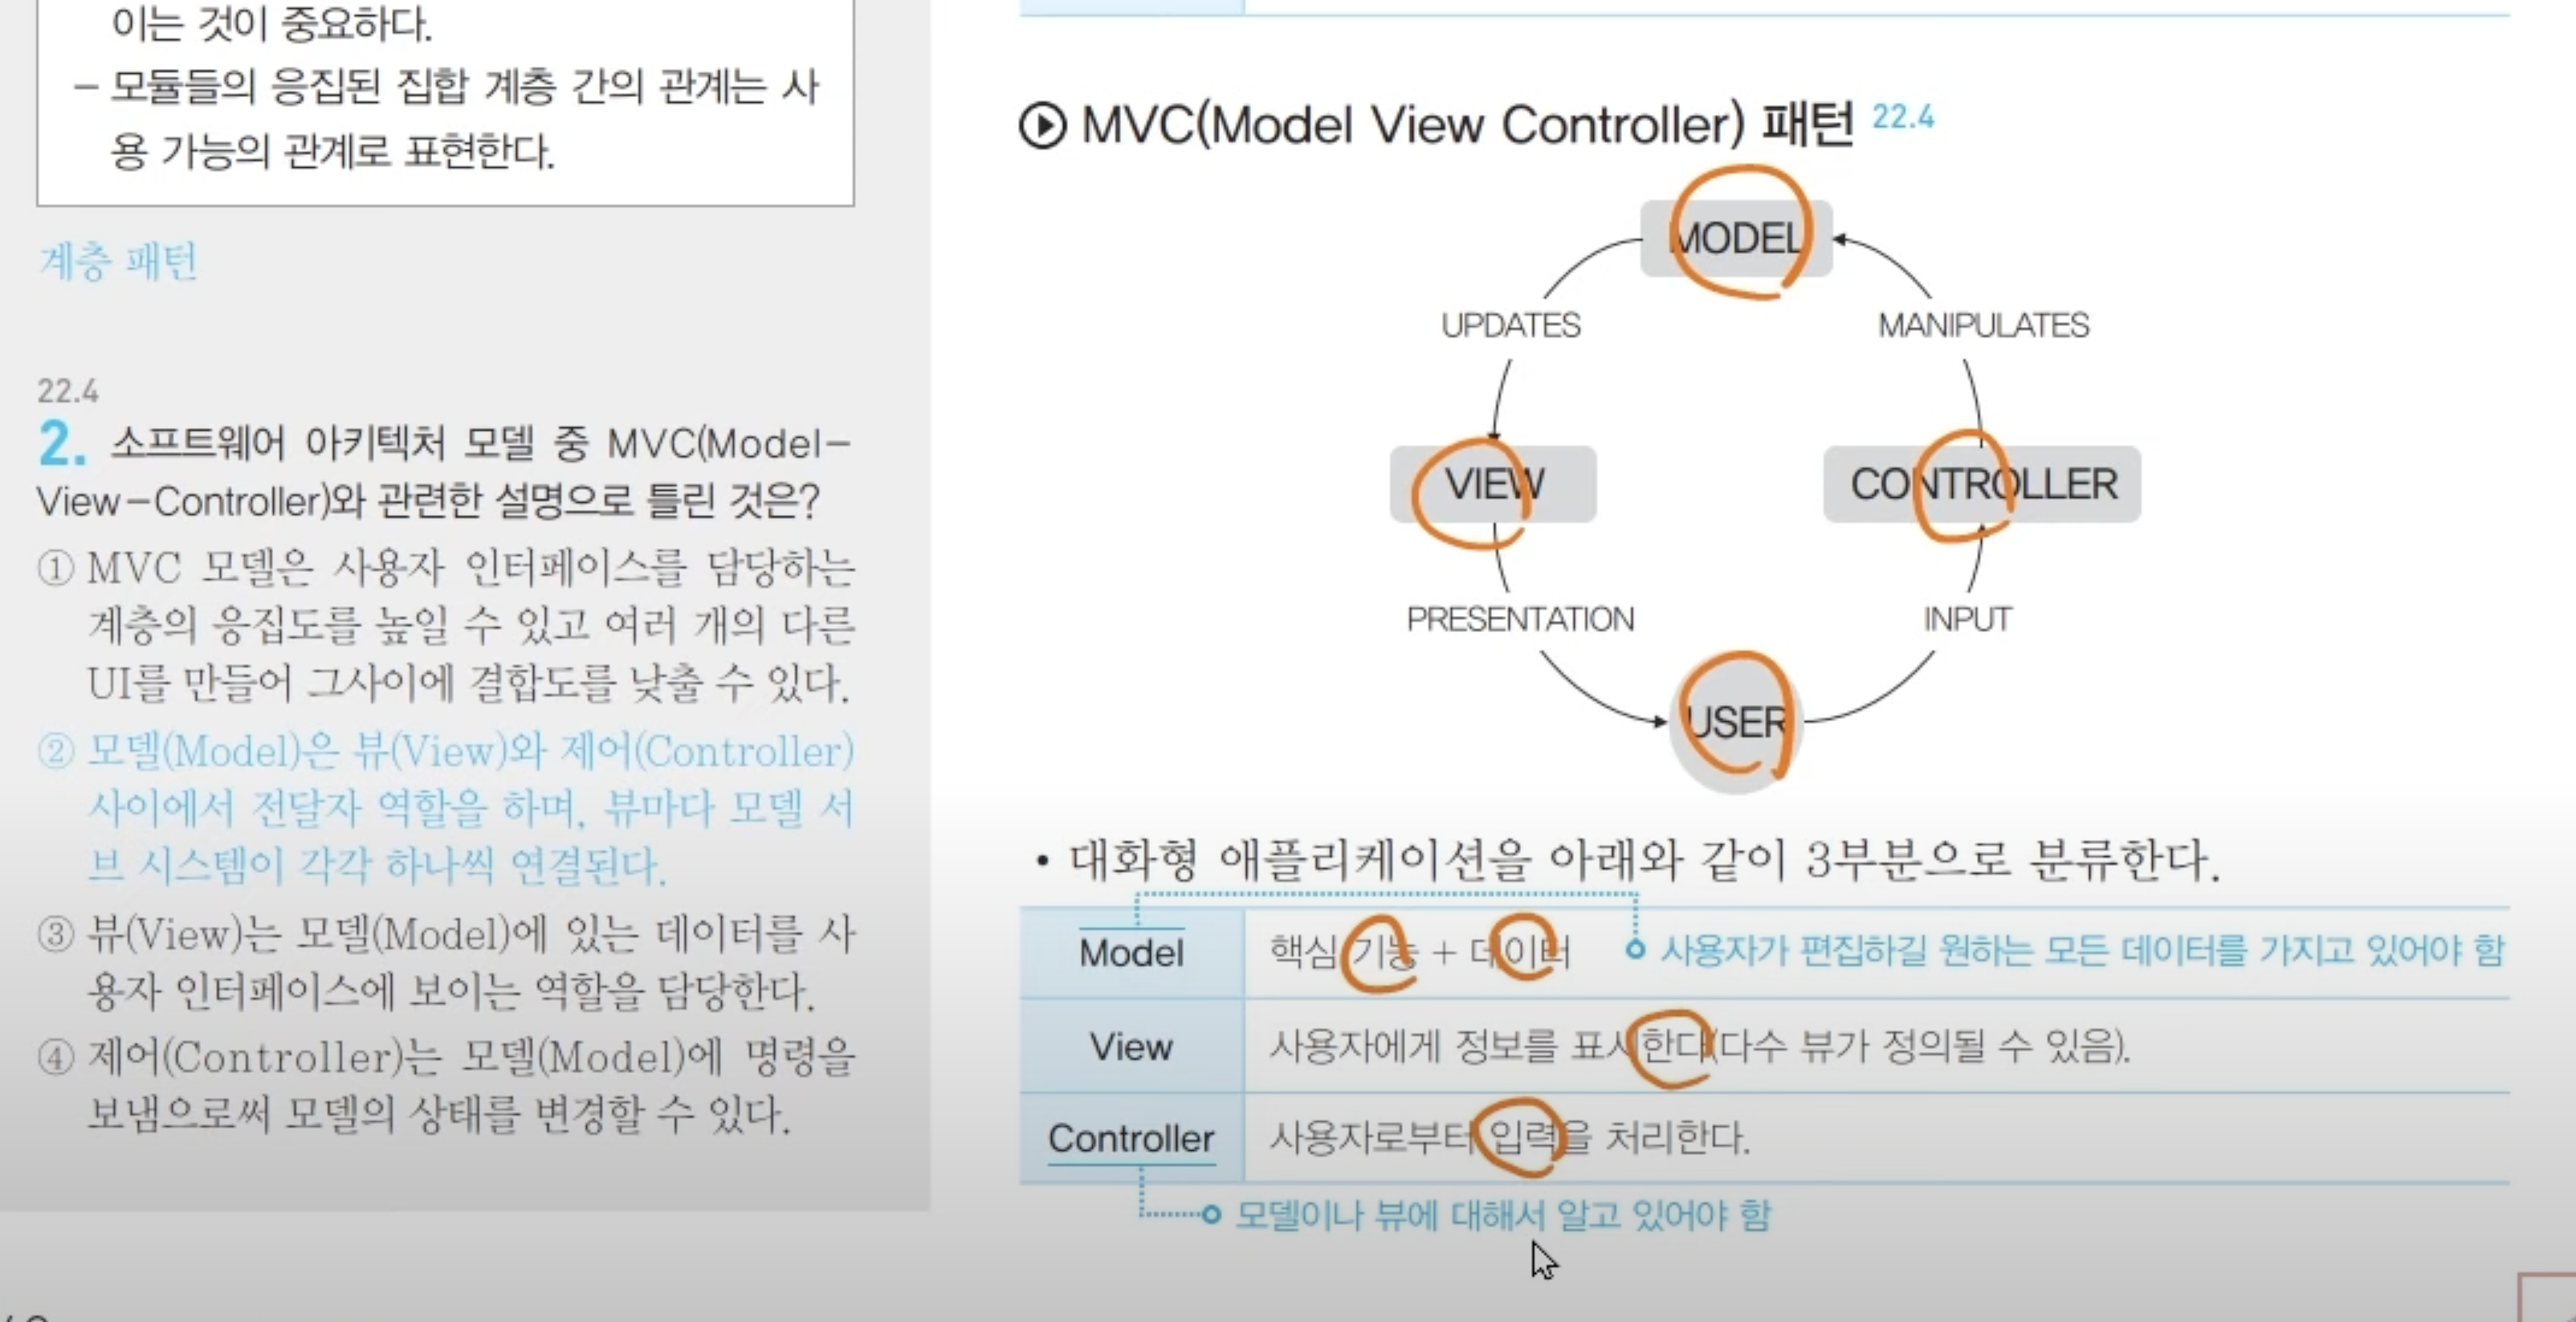 이는 것이 중요하다.
– 모듈들의 응집된 집합 계층 간의 관계는 사
용 가능의 관계로 표현한다.
계층 패턴
22.4
2. 소프트웨어 아키텍처 모델 중 MVC(Model–
View–Controller)와 관련한 설명으로 틀린 것은?
① MVC 모델은 사용자 인터페이스를 담당하는
계층의 응집도를 높일 수 있고 여러 개의 다른
UI를 만들어 그사이에 결합도를 낮출 수 있다.
② 모델(Model)은 뷰(View)와 제어(Controller)
사이에서 전달자 역할을 하며, 뷰마다 모델 서
브 시스템이 각각 하나씩 연결된다.
③ 뷰(View)는 모델(Model)에 있는 데이터를 사
용자 인터페이스에 보이는 역할을 담당한다.
④ 제어(Controller)는 모델(Model)에 명령을
보냄으로써 모델의 상태를 변경할 수 있다.
MVC(Model View Controller) 패턴 22.4
MODEL
UPDATES
MANIPULATES
VIEW
CONTROLLER
PRESENTATION
INPUT
USER
• 대화형 애플리케이션을 아래와 같이 3부분으로 분류한다.
Model 핵심 기능 + 데이터 사용자가 편집하길 원하는 모든 데이터를 가지고 있어야 함
View 사용자에게 정보를 표시한다(다수 뷰가 정의될 수 있음).
Controller 사용자로부터 입력을 처리한다.
모델이나 뷰에 대해서 알고 있어야 함